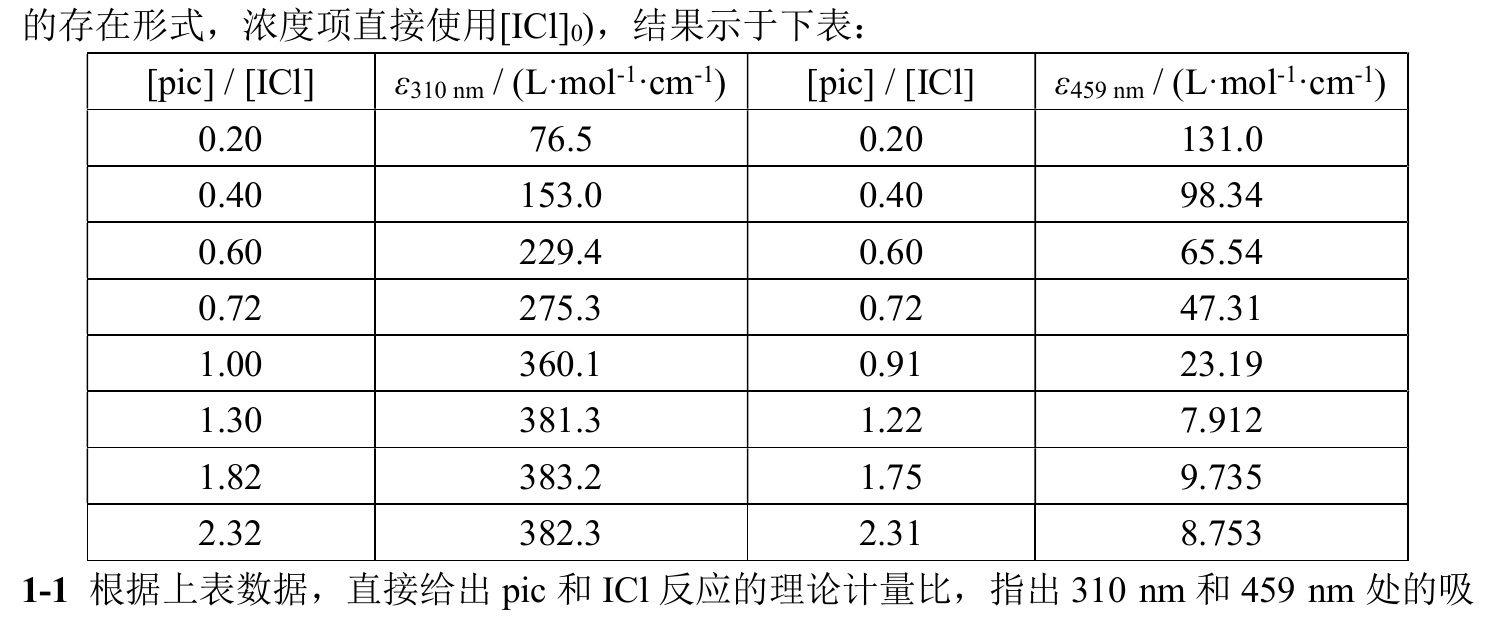 的存在形式，浓度项直接使用[ICl]₀)，结果示于下表：
[pic] / [ICl] ε₃₁₀ ₙₘ / (L·mol⁻¹·cm⁻¹) [pic] / [ICl] ε₄₅₉ ₙₘ / (L·mol⁻¹·cm⁻¹)
0.20 76.5 0.20 131.0
0.40 153.0 0.40 98.34
0.60 229.4 0.60 65.54
0.72 275.3 0.72 47.31
1.00 360.1 0.91 23.19
1.30 381.3 1.22 7.912
1.82 383.2 1.75 9.735
2.32 382.3 2.31 8.753
1-1 根据上表数据，直接给出 pic 和 ICl 反应的理论计量比，指出 310 nm 和 459 nm 处的吸